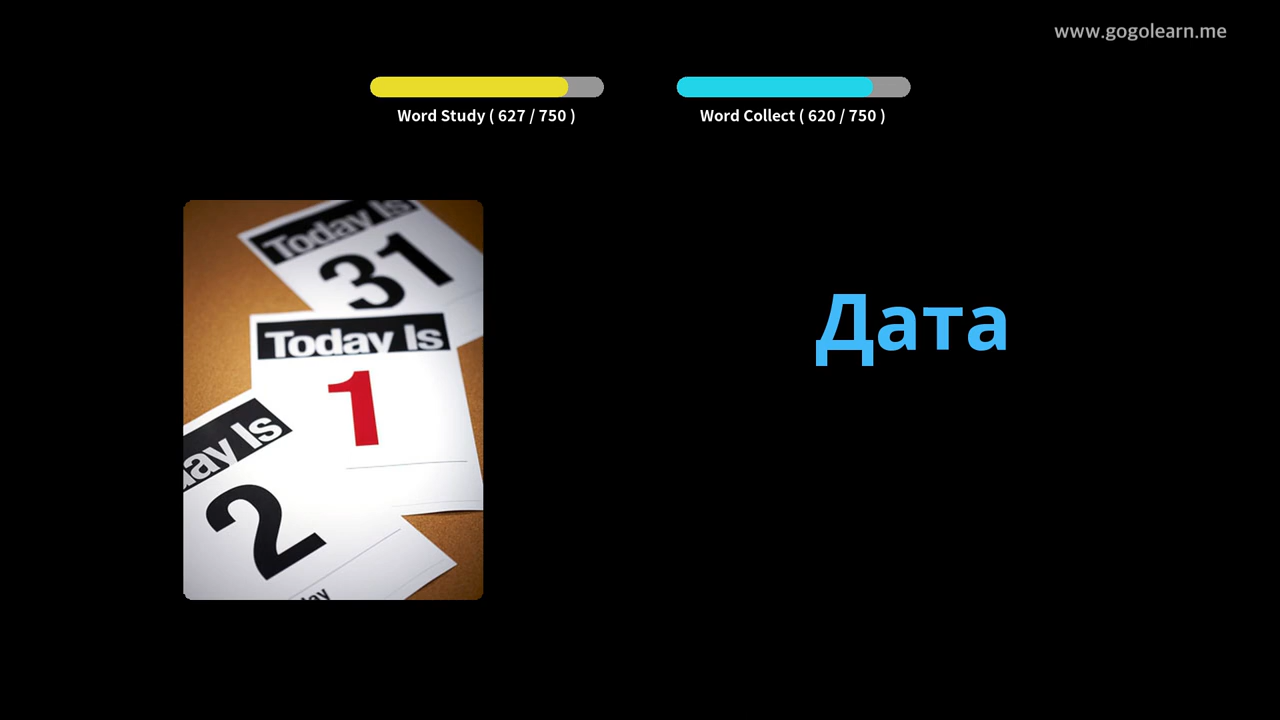 www.gogolearn.me
Word Study ( 627 / 750 )
Word Collect ( 620 / 750 )
Today Is
31
Today Is
1
ay Is
2
Дата